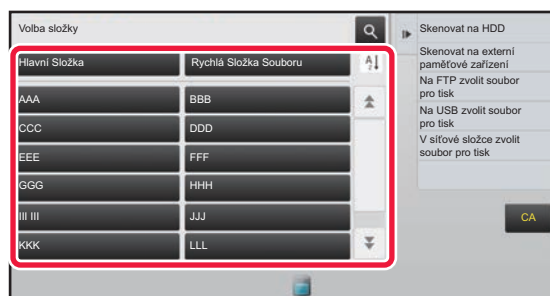 Volba složky
Hlavní Složka
Rychlá Složka Souboru
AAA
BBB
CCC
DDD
EEE
FFF
GGG
HHH
III III
JJJ
KKK
LLL
Skenovat na HDD
Skenovat na externí
paměťové zařízení
Na FTP zvolit soubor
pro tisk
Na USB zvolit soubor
pro tisk
V síťové složce zvolit
soubor pro tisk
CA